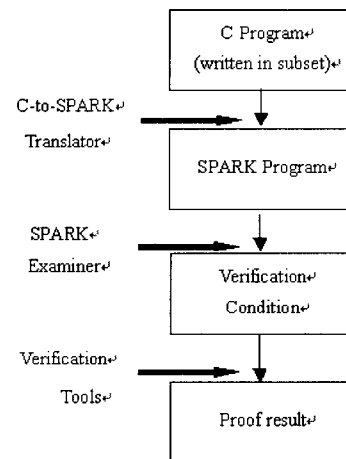 C Program
(written in subset)
C-to-SPARK↵
Translator↵
SPARK Program↵
SPARK↵
Examiner↵
Verification↵
Condition↵
Verification↵
Tools↵
Proof result↵